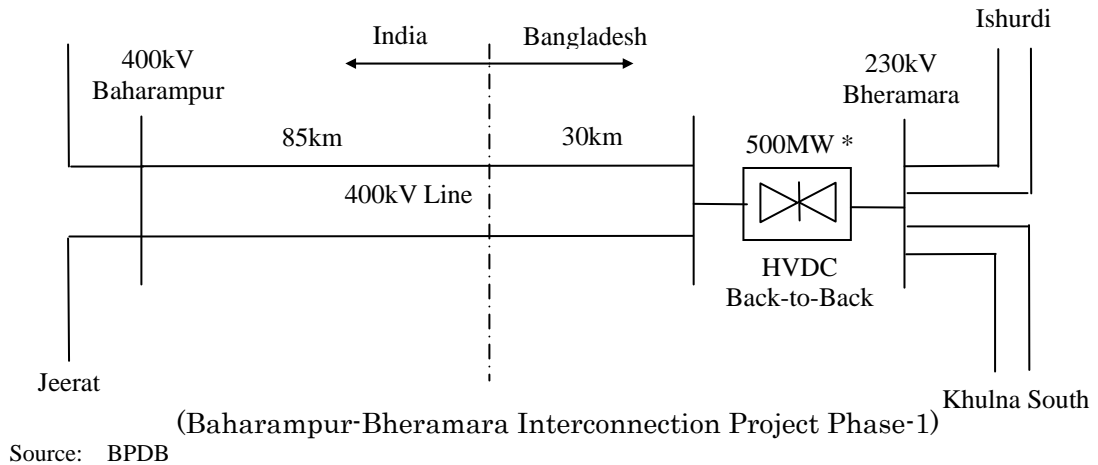 Ishurdi
India
Bangladesh
400kV
Baharampur
230kV
Bheramara
85km
30km
500MW *
400kV Line
HVDC
Back-to-Back
Jeerat
Khulna South
(Baharampur-Bheramara Interconnection Project Phase-1)
Source: BPDB